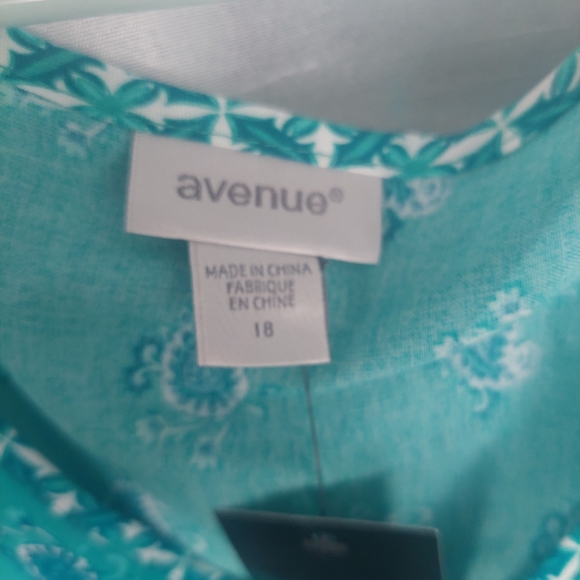 avenue®
MADE IN CHINA
FABRIQUE
EN CHINE
18